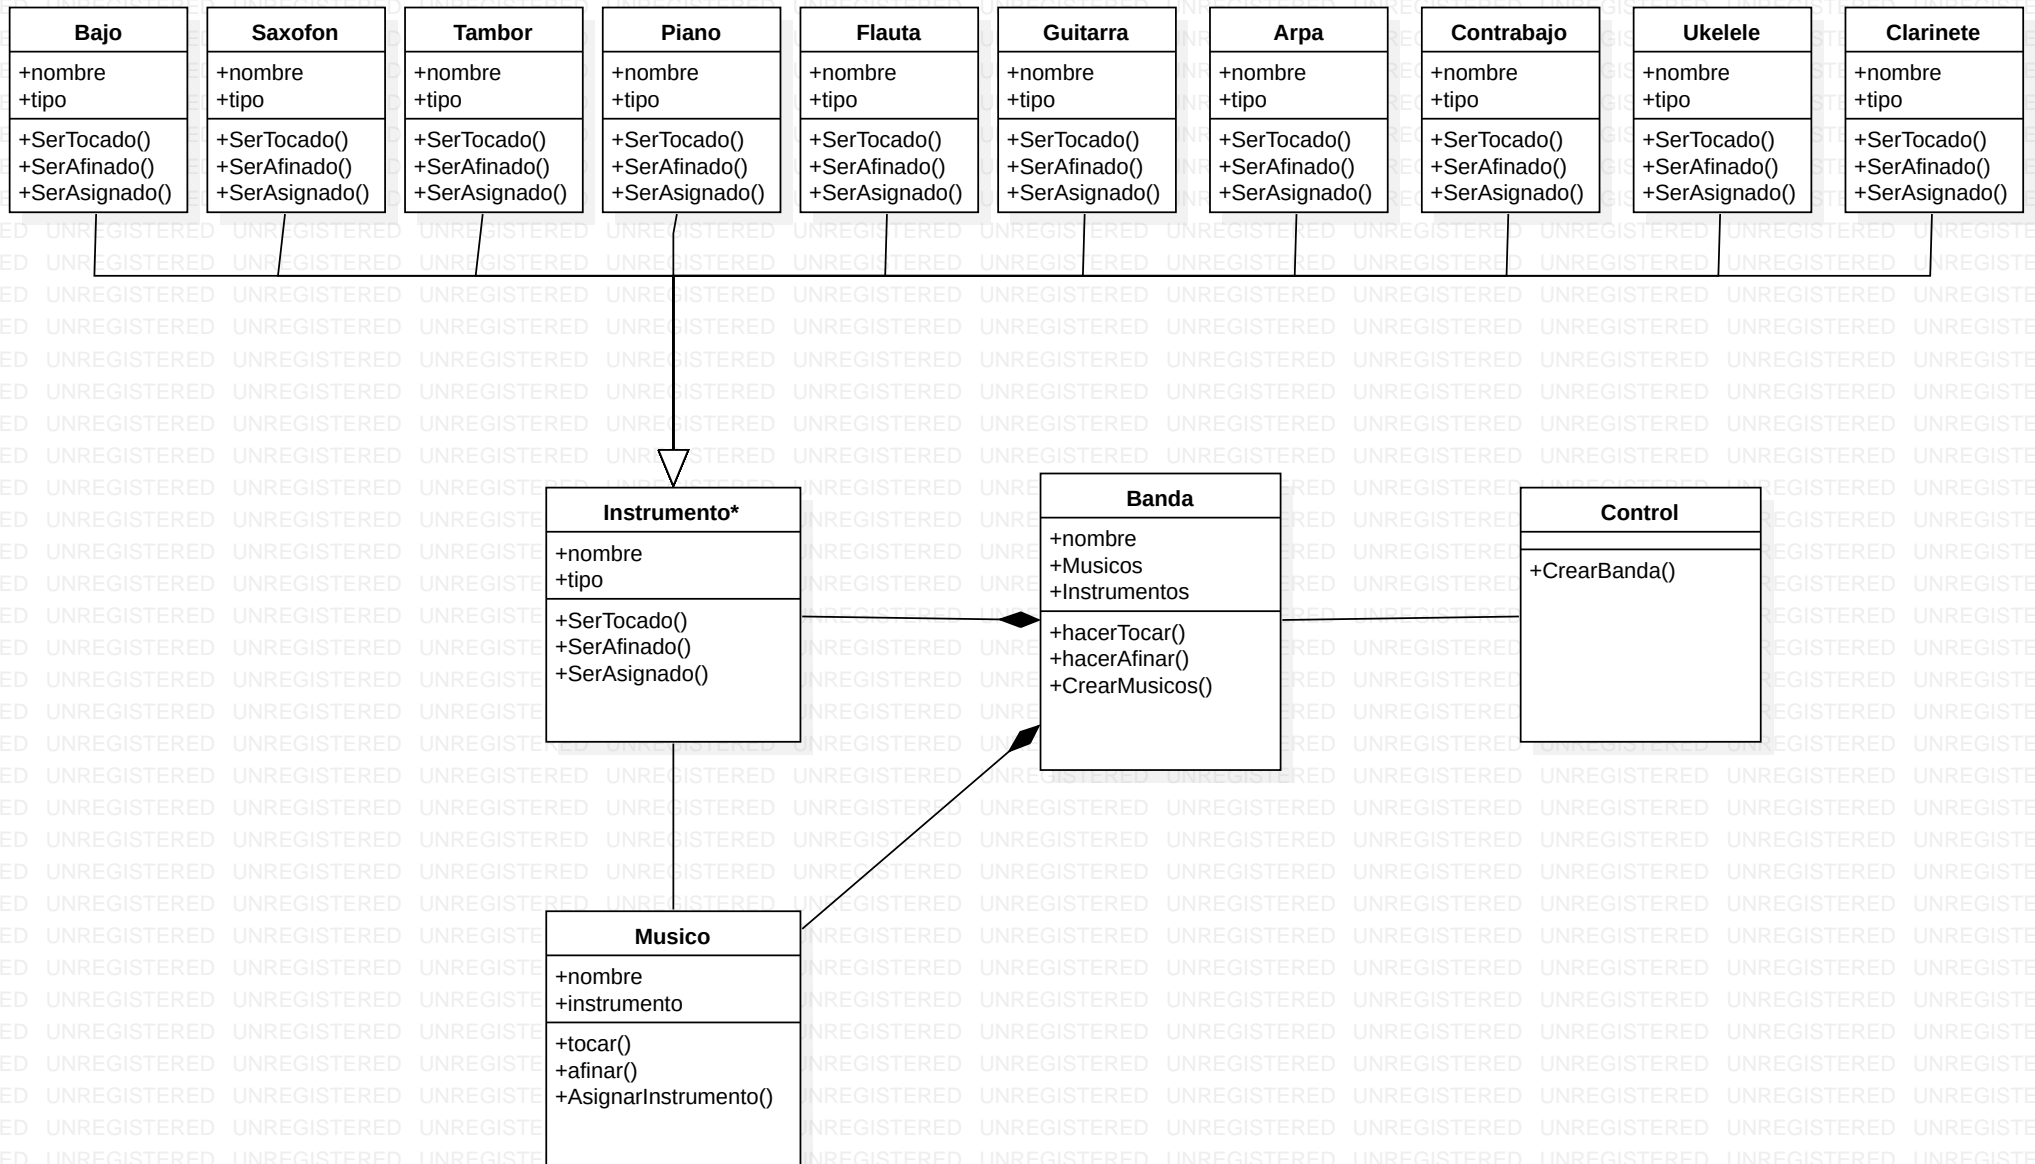 Bajo
+nombre
+tipo
+SerTocado()
+SerAfinado()
+SerAsignado()
Saxofon
+nombre
+tipo
+SerTocado()
+SerAfinado()
+SerAsignado()
Tambor
+nombre
+tipo
+SerTocado()
+SerAfinado()
+SerAsignado()
Piano
+nombre
+tipo
+SerTocado()
+SerAfinado()
+SerAsignado()
Flauta
+nombre
+tipo
+SerTocado()
+SerAfinado()
+SerAsignado()
Guitarra
+nombre
+tipo
+SerTocado()
+SerAfinado()
+SerAsignado()
Arpa
+nombre
+tipo
+SerTocado()
+SerAfinado()
+SerAsignado()
Contrabajo
+nombre
+tipo
+SerTocado()
+SerAfinado()
+SerAsignado()
Ukelele
+nombre
+tipo
+SerTocado()
+SerAfinado()
+SerAsignado()
Clarinete
+nombre
+tipo
+SerTocado()
+SerAfinado()
+SerAsignado()
Instrumento*
+nombre
+tipo
+SerTocado()
+SerAfinado()
+SerAsignado()
Banda
+nombre
+Musicos
+Instrumentos
+hacerTocar()
+hacerAfinar()
+CrearMusicos()
Control
+CrearBanda()
Musico
+nombre
+instrumento
+tocar()
+afinar()
+AsignarInstrumento()
UNREGISTERED